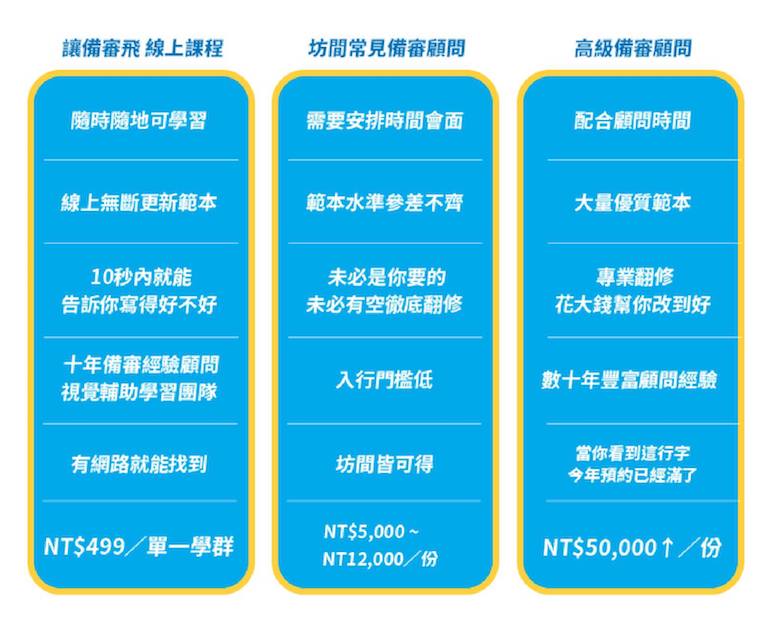 讓備審飛 線上課程
隨時隨地可學習
線上無斷更新範本
10秒內就能
告訴你寫得好不好
十年備審經驗顧問
視覺輔助學習團隊
有網路就能找到
NT$499／單一學群
坊間常見備審顧問
需要安排時間會面
範本水準參差不齊
未必是你要的
未必有空徹底翻修
入行門檻低
坊間皆可得
NT$5,000～
NT12,000／份
高級備審顧問
配合顧問時間
大量優質範本
專業翻修
花大錢幫你改到好
數十年豐富顧問經驗
當你看到這行字
今年預約已經滿了
NT$50,000↑／份